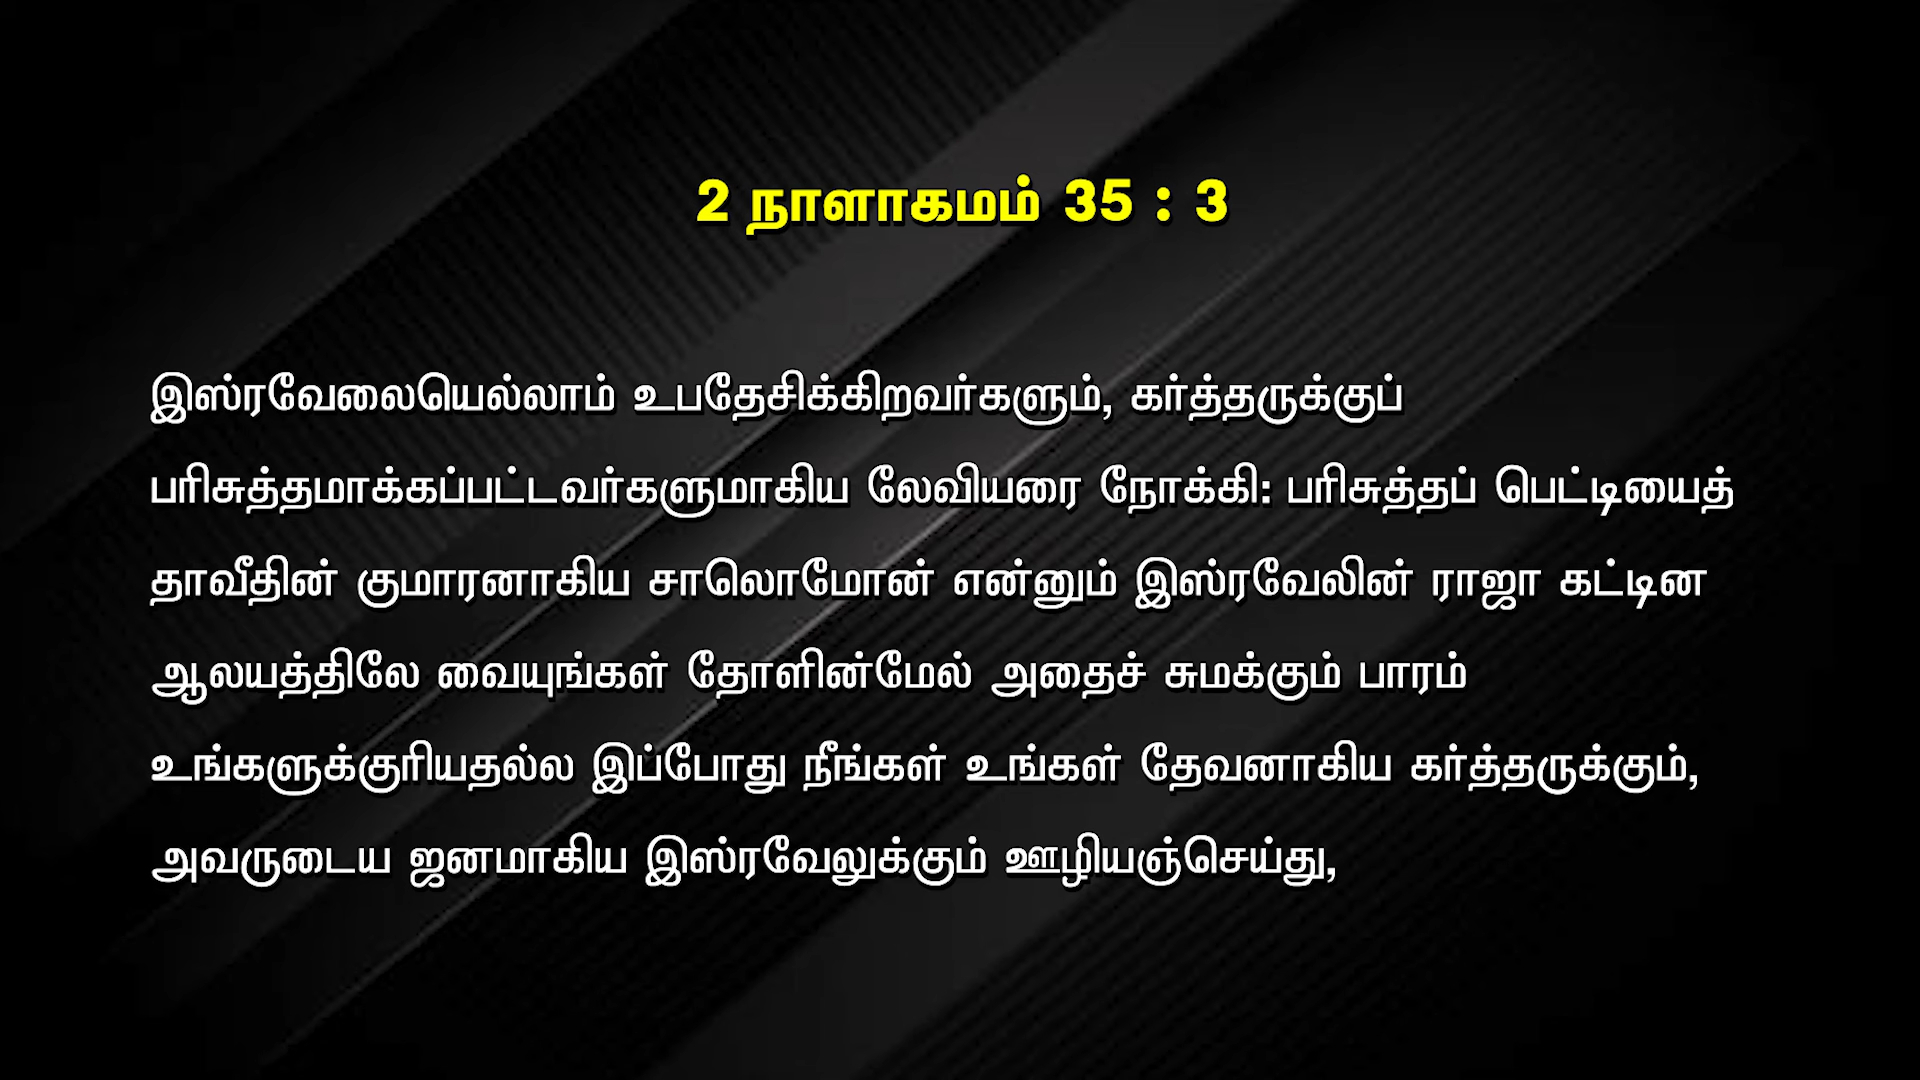 2 நாளாகமம் 35 : 3
இஸ்ரவேலையெல்லாம் உபதேசிக்கிறவர்களும், கர்த்தருக்குப்
பரிசுத்தமாக்கப்பட்டவர்களுமாகிய லேவியரை நோக்கி: பரிசுத்தப் பெட்டியைத்
தாவீதின் குமாரனாகிய சாலொமோன் என்னும் இஸ்ரவேலின் ராஜா கட்டின
ஆலயத்திலே வையுங்கள் தோளின்மேல் அதைச் சுமக்கும் பாரம்
உங்களுக்குரியதல்ல இப்போது நீங்கள் உங்கள் தேவனாகிய கர்த்தருக்கும்,
அவருடைய ஜனமாகிய இஸ்ரவேலுக்கும் ஊழியஞ்செய்து,